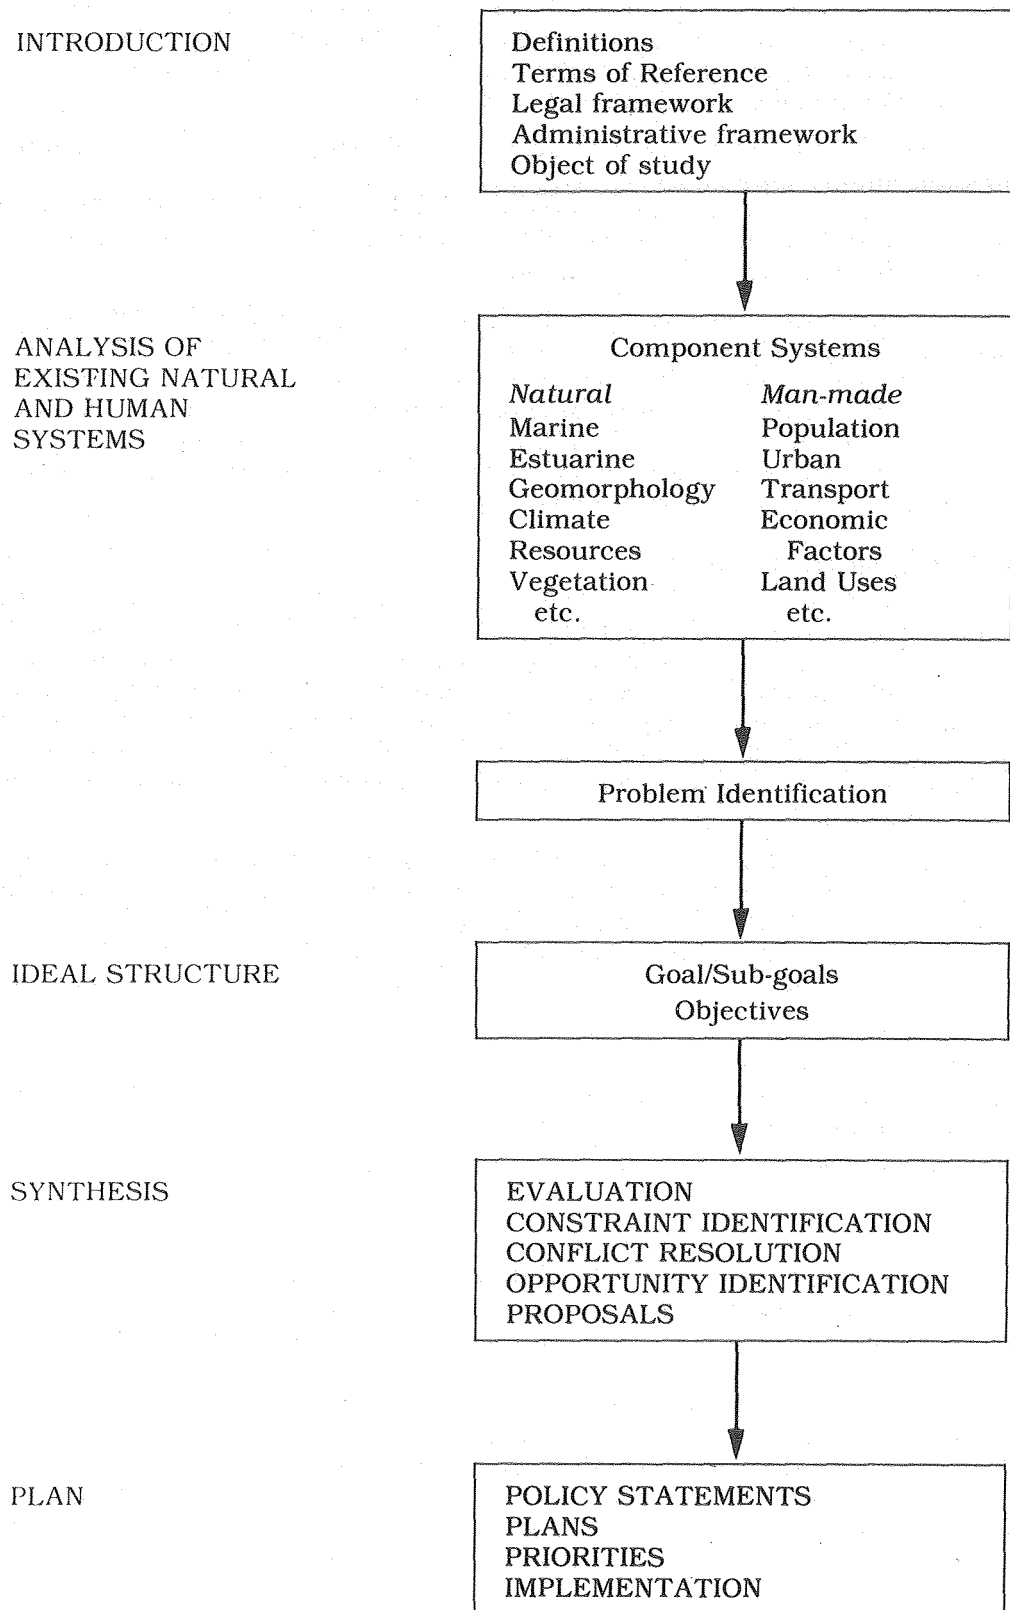 INTRODUCTION
Definitions
Terms of Reference
Legal framework
Administrative framework
Object of study
ANALYSIS OF
EXISTING NATURAL
AND HUMAN
SYSTEMS
Component Systems
Natural Man-made
Marine Population
Estuarine Urban
Geomorphology Transport
Climate Economic
Resources Factors
Vegetation Land Uses
etc. etc.
Problem Identification
IDEAL STRUCTURE
Goal/Sub-goals
Objectives
SYNTHESIS
EVALUATION
CONSTRAINT IDENTIFICATION
CONFLICT RESOLUTION
OPPORTUNITY IDENTIFICATION
PROPOSALS
PLAN
POLICY STATEMENTS
PLANS
PRIORITIES
IMPLEMENTATION